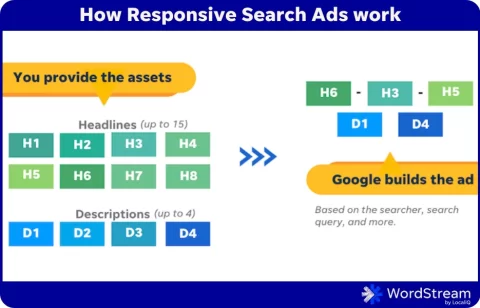 How Responsive Search Ads work
You provide the assets
Headlines (up to 15)
H1 H2 H3 H4
H5 H6 H7 H8
Descriptions (up to 4)
D1 D2 D3 D4
H6 - H3 - H5
D1 D4
Google builds the ad
Based on the searcher, search
query, and more.
WordStream
by LocaliQ